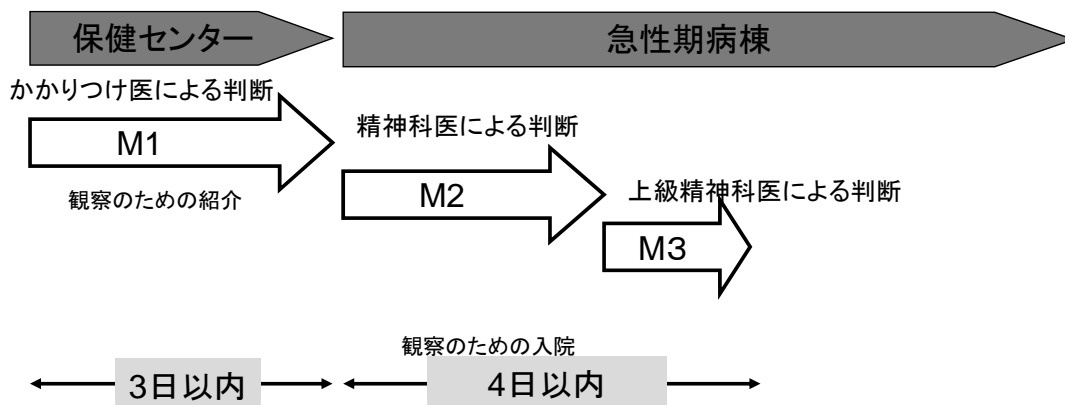 保健センター
急性期病棟
かかりつけ医による判断
M1
観察のための紹介
精神科医による判断
M2
上級精神科医による判断
M3
観察のための入院
3日以内
4日以内